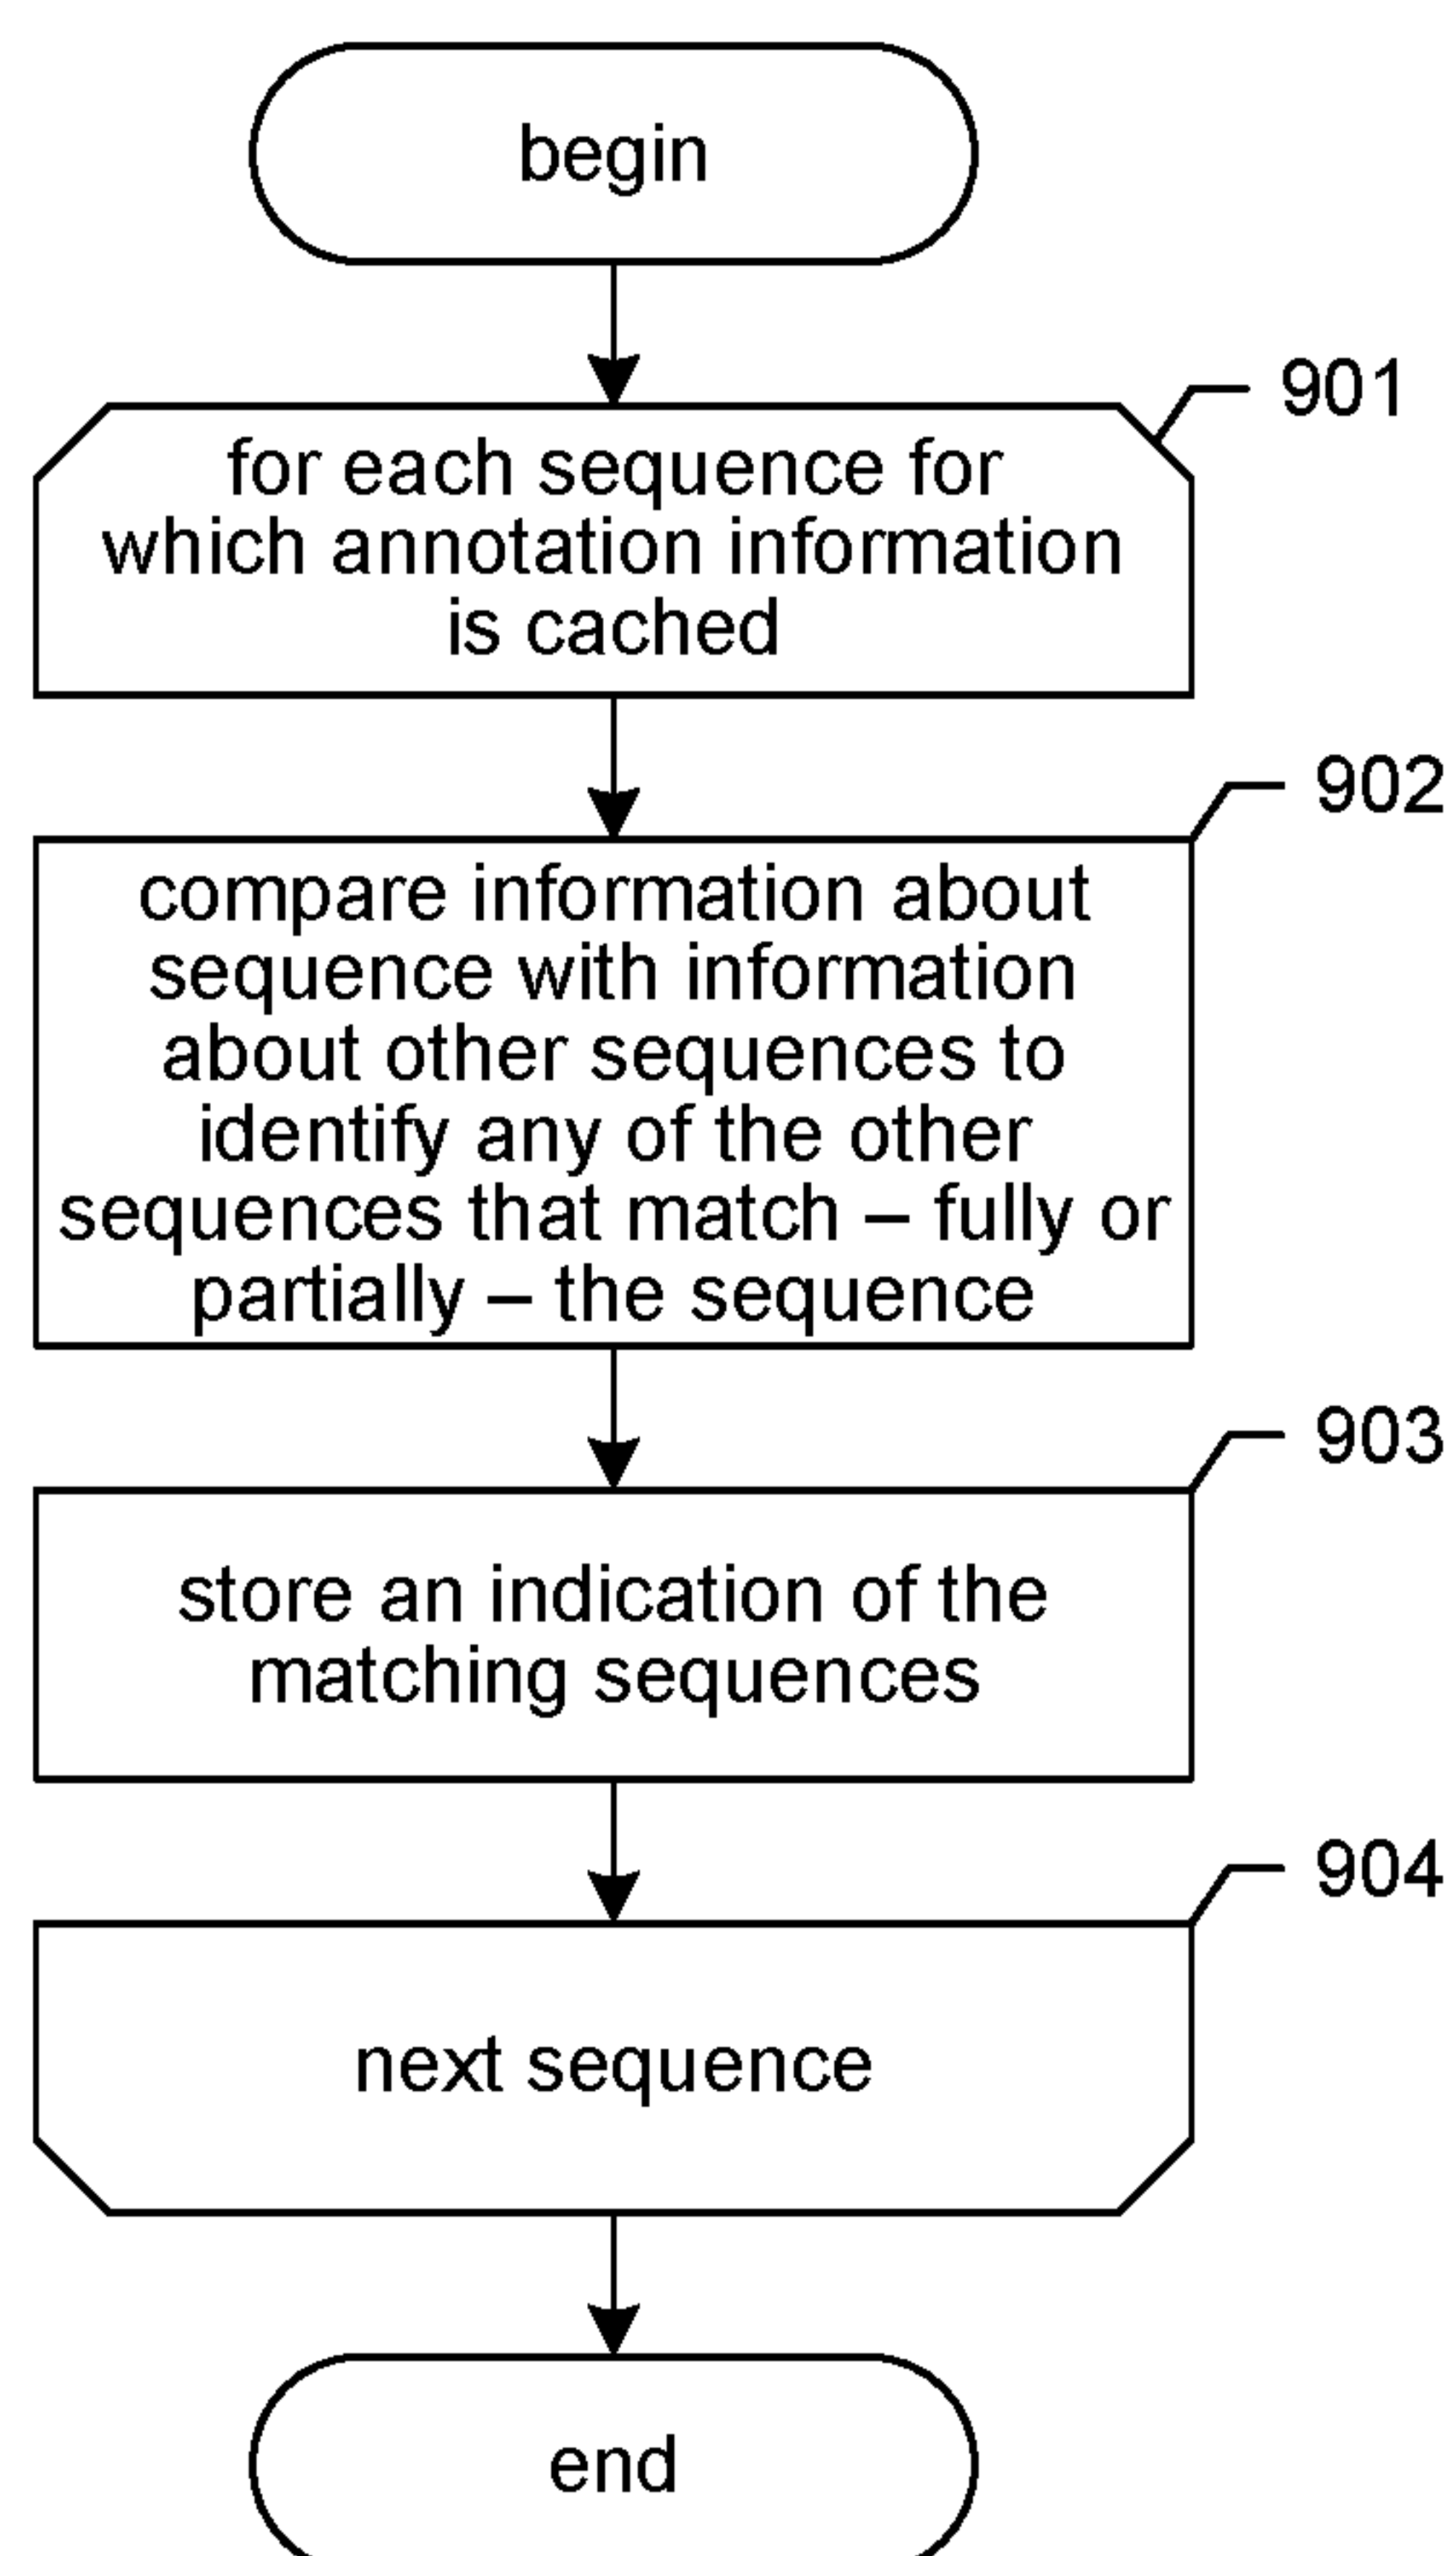 begin
901
for each sequence for
which annotation information
is cached
902
compare information about
sequence with information
about other sequences to
identify any of the other
sequences that match – fully or
partially – the sequence
903
store an indication of the
matching sequences
904
next sequence
end